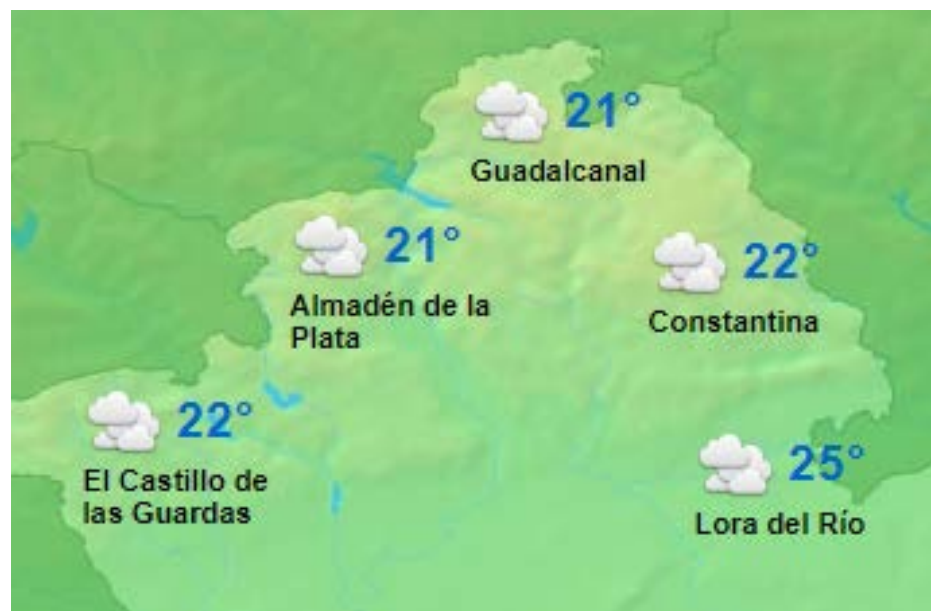 21°
Guadalcanal
21°
Almadén de la
Plata
22°
Constantina
22°
El Castillo de
las Guardas
25°
Lora del Río